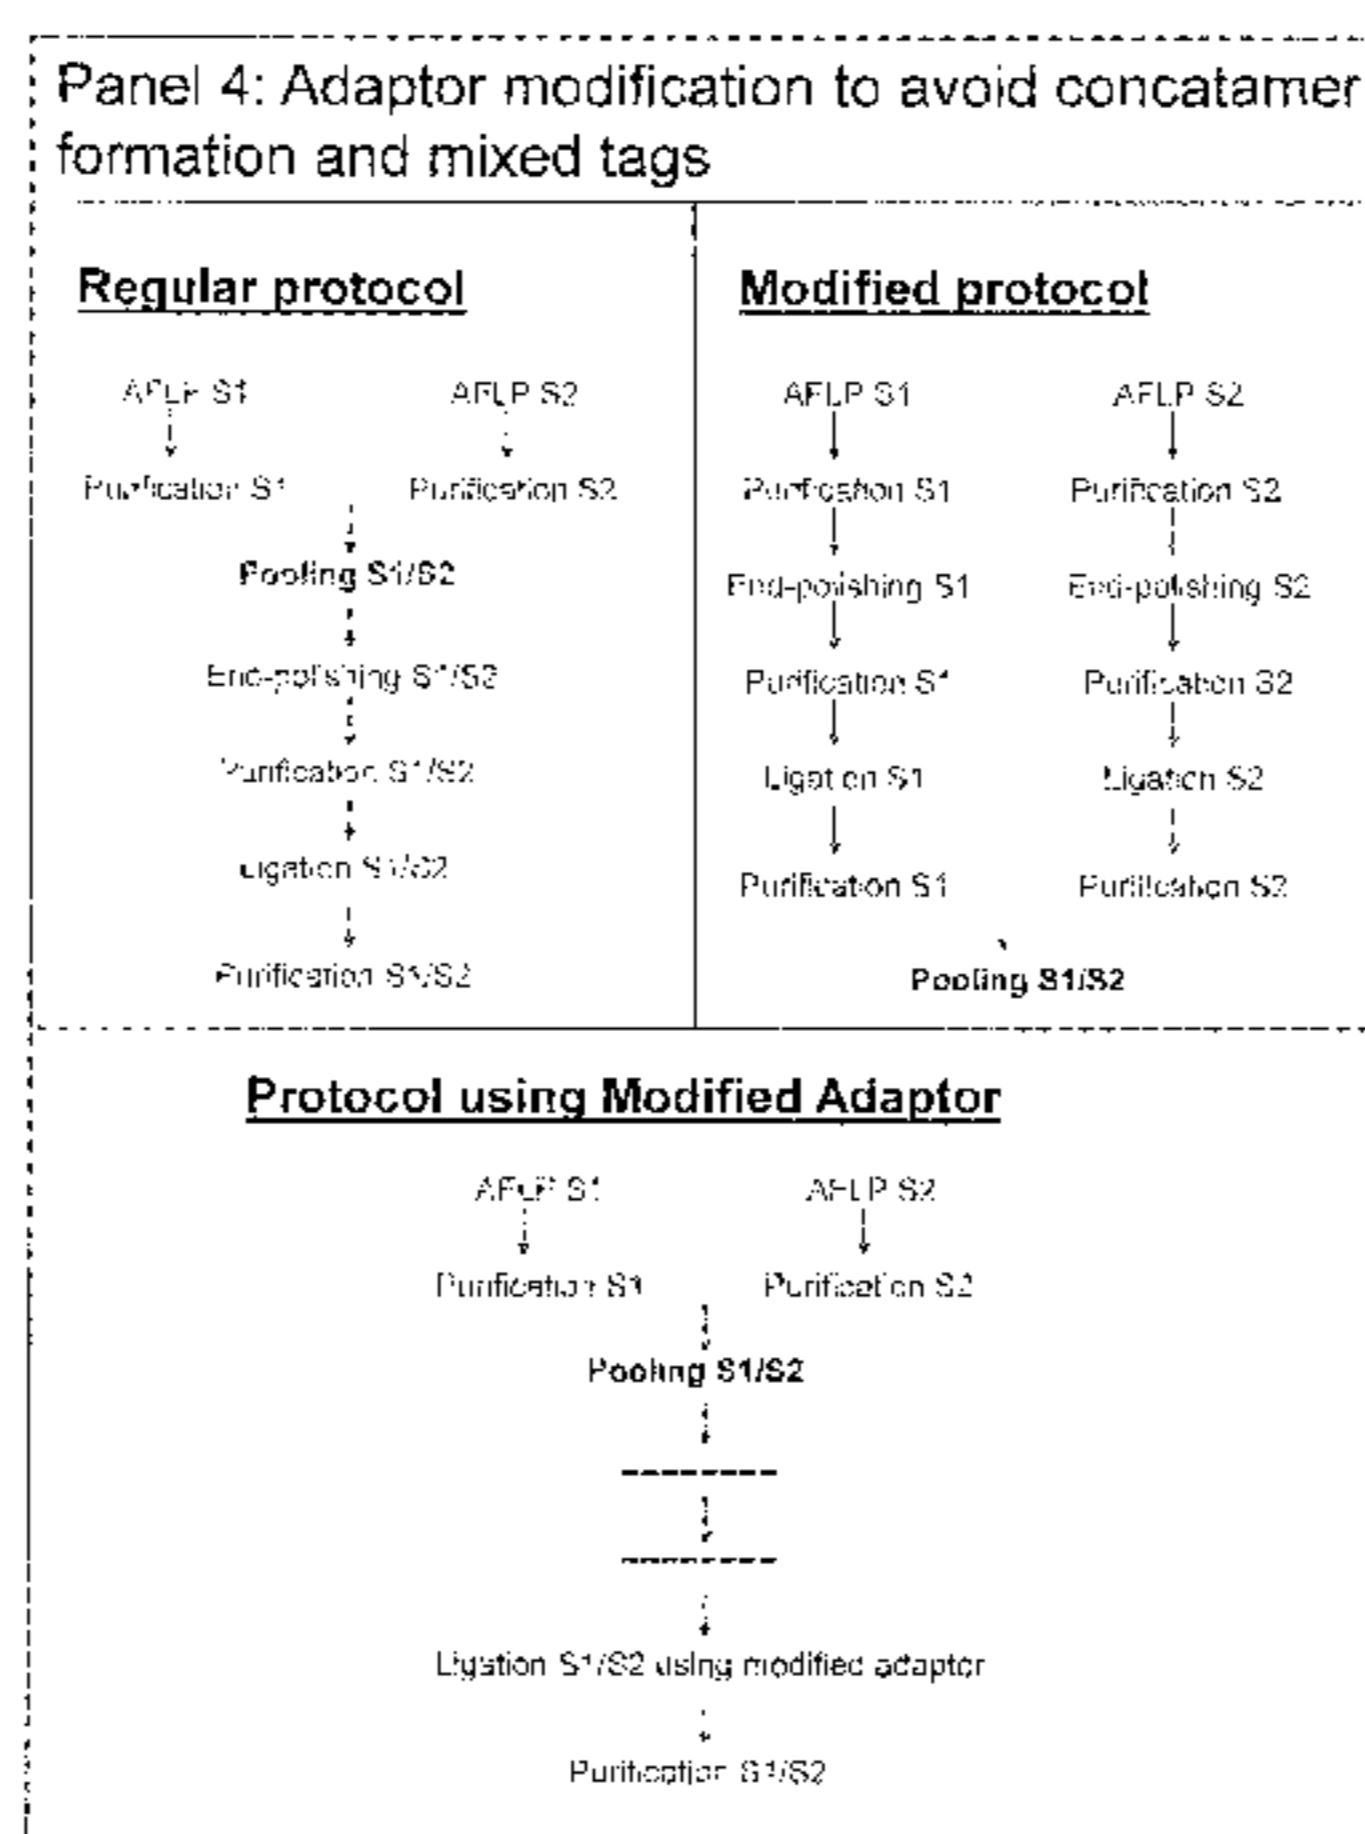 Panel 4: Adaptor modification to avoid concatamer
formation and mixed tags
Regular protocol
AFLP S1
AFLP S2
Purification S1
Purification S2
Pooling S1/S2
End-polishing S1/S2
Purification S1/S2
Ligation S1/S2
Purification S1/S2
Modified protocol
AFLP S1
AFLP S2
Purification S1
Purification S2
End-polishing S1
End-polishing S2
Purification S1
Purification S2
Ligation S1
Ligation S2
Purification S1
Purification S2
Pooling S1/S2
Protocol using Modified Adaptor
AFLP S1
AFLP S2
Purification S1
Purification S2
Pooling S1/S2
--------
--------
Ligation S1/S2 using modified adaptor
Purification S1/S2